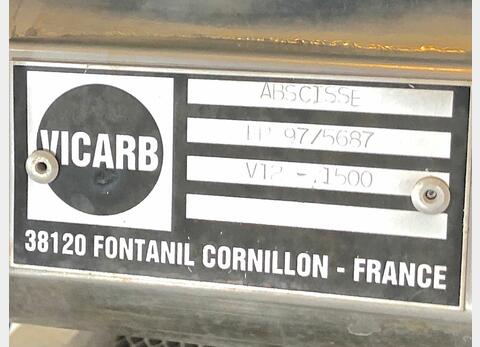 VICARB
ABSCISSE
97/5687
V12 -.1500
38120 FONTANIL CORNILLON - FRANCE